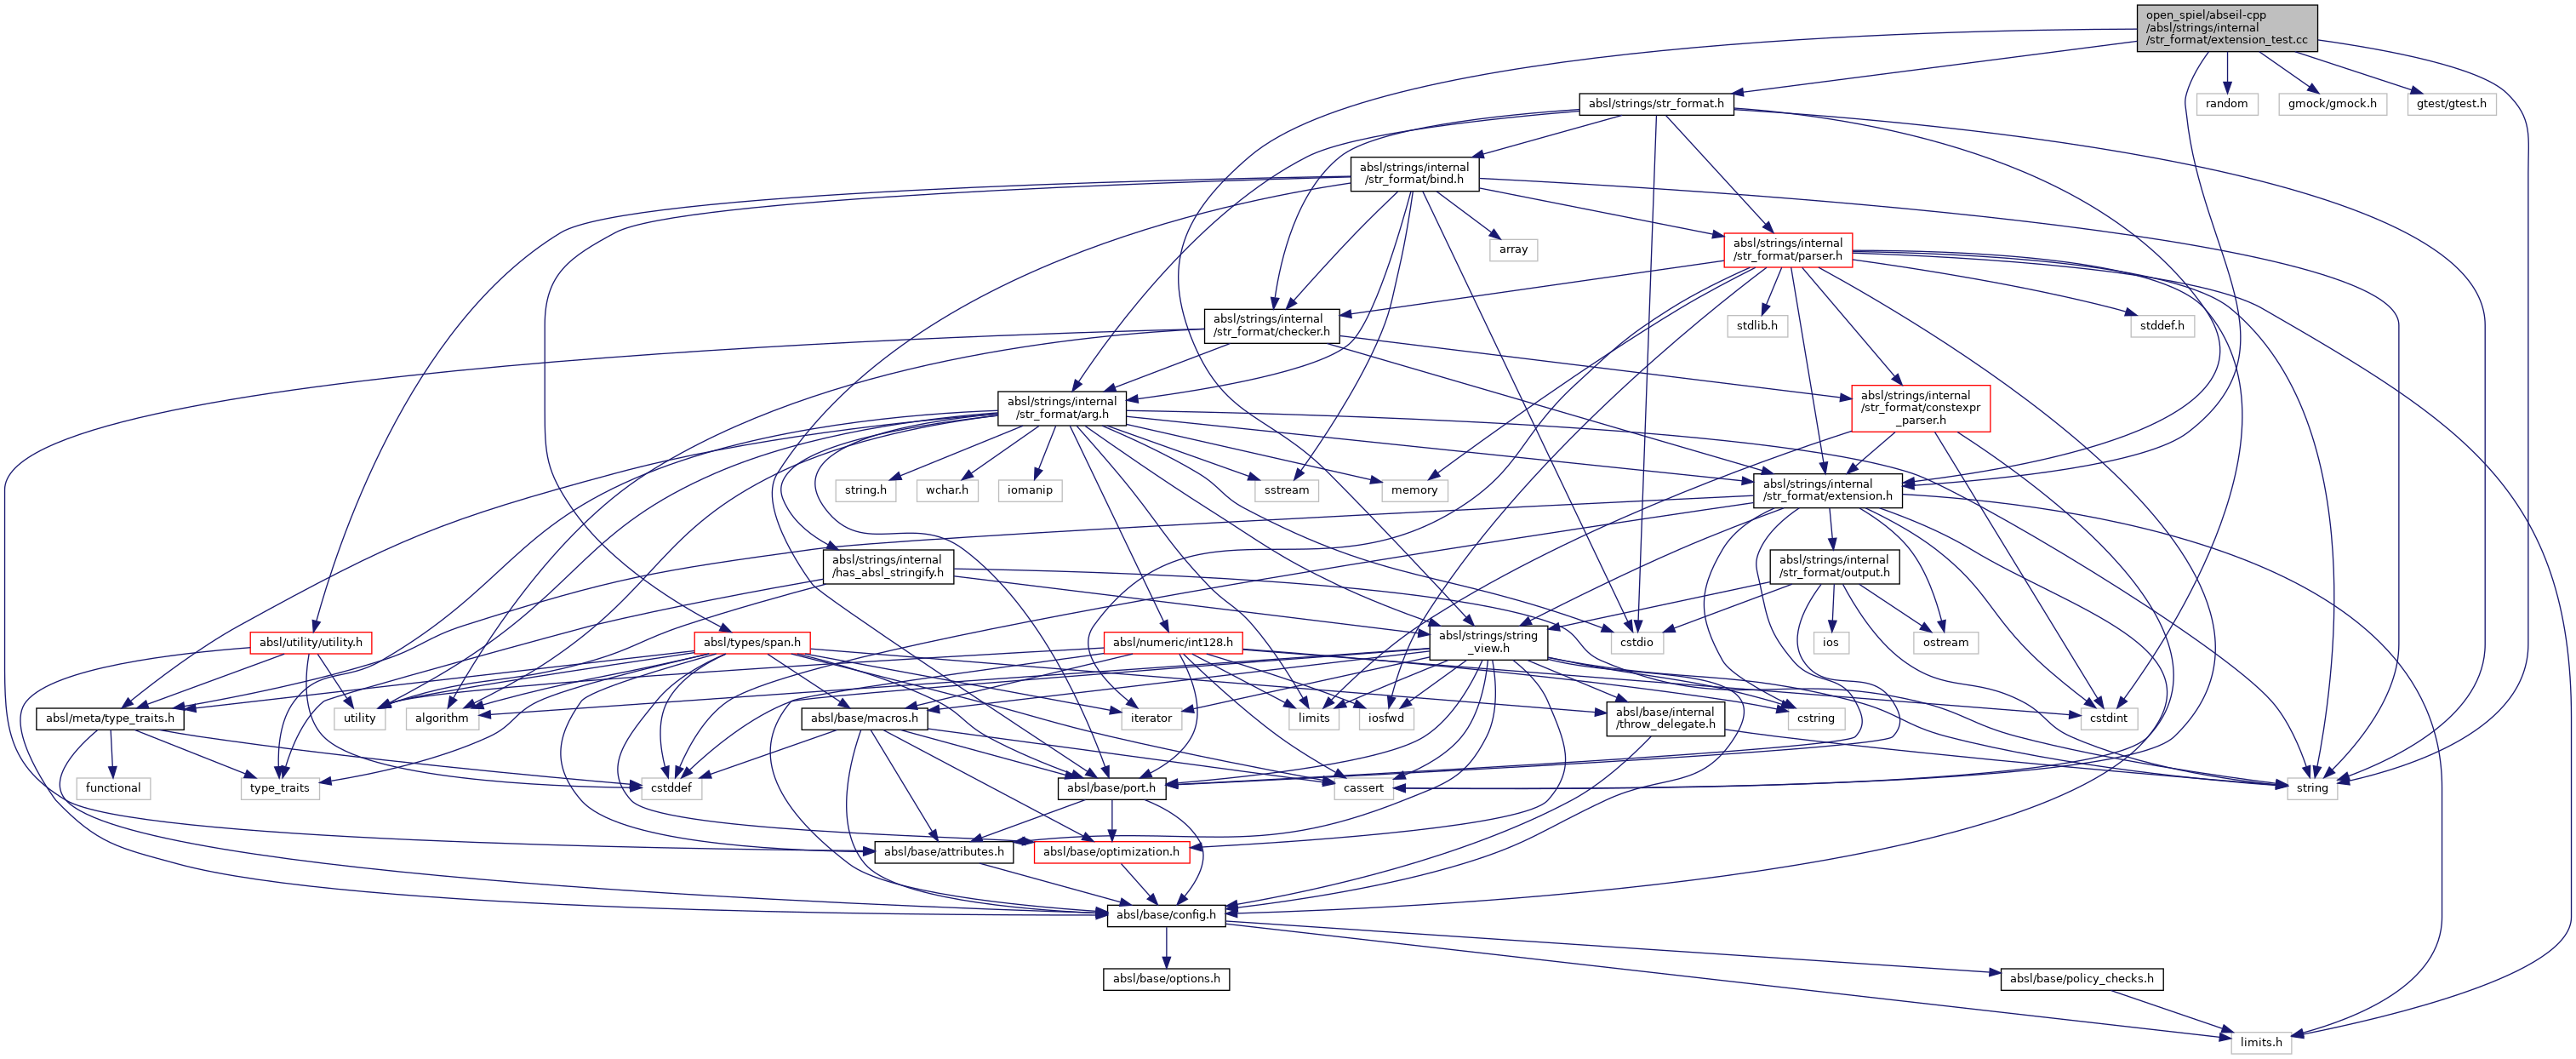 open_spiel/abseil-cpp
/absl/strings/internal
/str_format/extension_test.cc
absl/strings/str_format.h
random
gmock/gmock.h
gtest/gtest.h
absl/strings/internal
/str_format/bind.h
array
absl/strings/internal
/str_format/parser.h
absl/strings/internal
/str_format/checker.h
stdlib.h
stddef.h
absl/strings/internal
/str_format/arg.h
absl/strings/internal
/str_format/constexpr
_parser.h
string.h
wchar.h
iomanip
sstream
memory
absl/strings/internal
/str_format/extension.h
absl/strings/internal
/has_absl_stringify.h
absl/strings/internal
/str_format/output.h
absl/utility/utility.h
absl/types/span.h
absl/numeric/int128.h
absl/strings/string
_view.h
cstdio
ios
ostream
absl/meta/type_traits.h
utility
algorithm
absl/base/macros.h
iterator
limits
iosfwd
absl/base/internal
/throw_delegate.h
cstring
cstdint
functional
type_traits
cstddef
absl/base/port.h
cassert
string
absl/base/attributes.h
absl/base/optimization.h
absl/base/config.h
absl/base/options.h
absl/base/policy_checks.h
limits.h